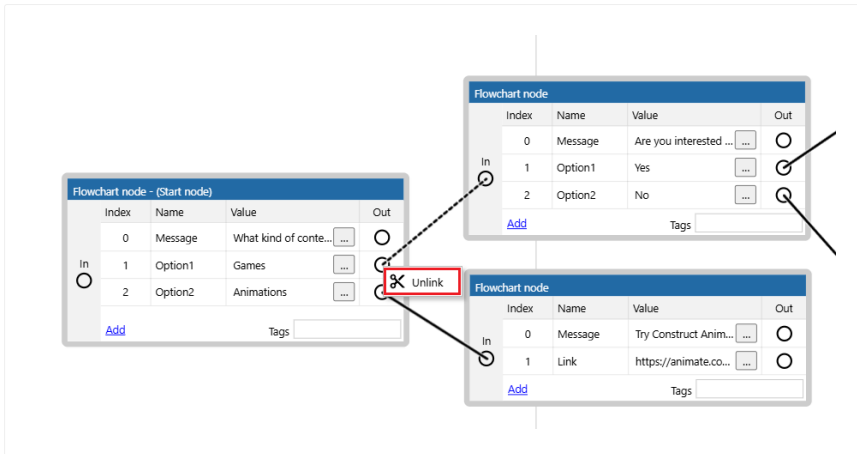 Flowchart node - (Start node)
Index Name Value Out
0 Message What kind of conte... ...
In
1 Option1 Games ...
2 Option2 Animations ...
Add Tags
Unlink
Flowchart node
Index Name Value Out
0 Message Are you interested ... ...
In
1 Option1 Yes ...
2 Option2 No ...
Add Tags
Flowchart node
Index Name Value Out
0 Message Try Construct Anim... ...
In
1 Link https://animate.co... ...
Add Tags